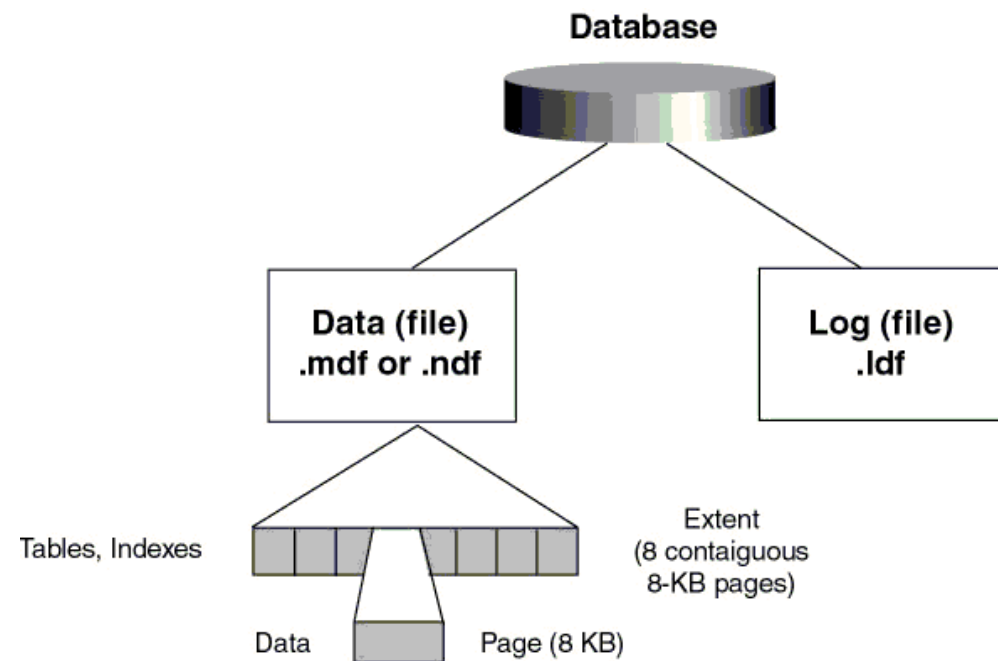 Database
Data (file)
.mdf or .ndf
Log (file)
.ldf
Tables, Indexes
Extent
(8 contaiguous
8-KB pages)
Data
Page (8 KB)